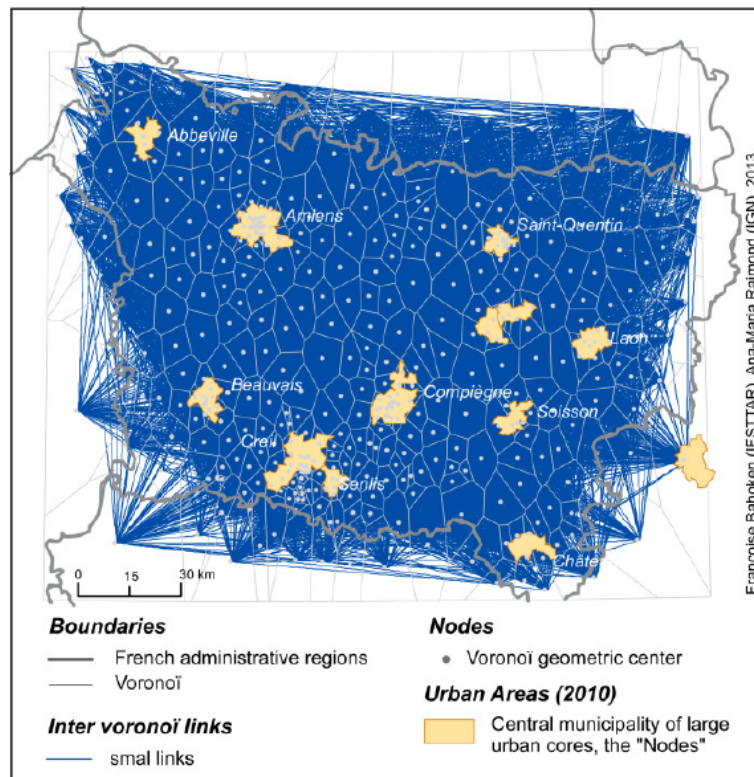 Abbeville
Amiens
Saint-Quentin
Laon
Beauvais
Compiègne
Soisson
Creil
Senlis
Châte
0 15 30 km
Françoise Bahoken (IFSTTAR), Ana-Maria Raimond (IGN), 2013
Boundaries
French administrative regions
Voronoï
Inter voronoï links
smal links
Nodes
Voronoï geometric center
Urban Areas (2010)
Central municipality of large
urban cores, the "Nodes"